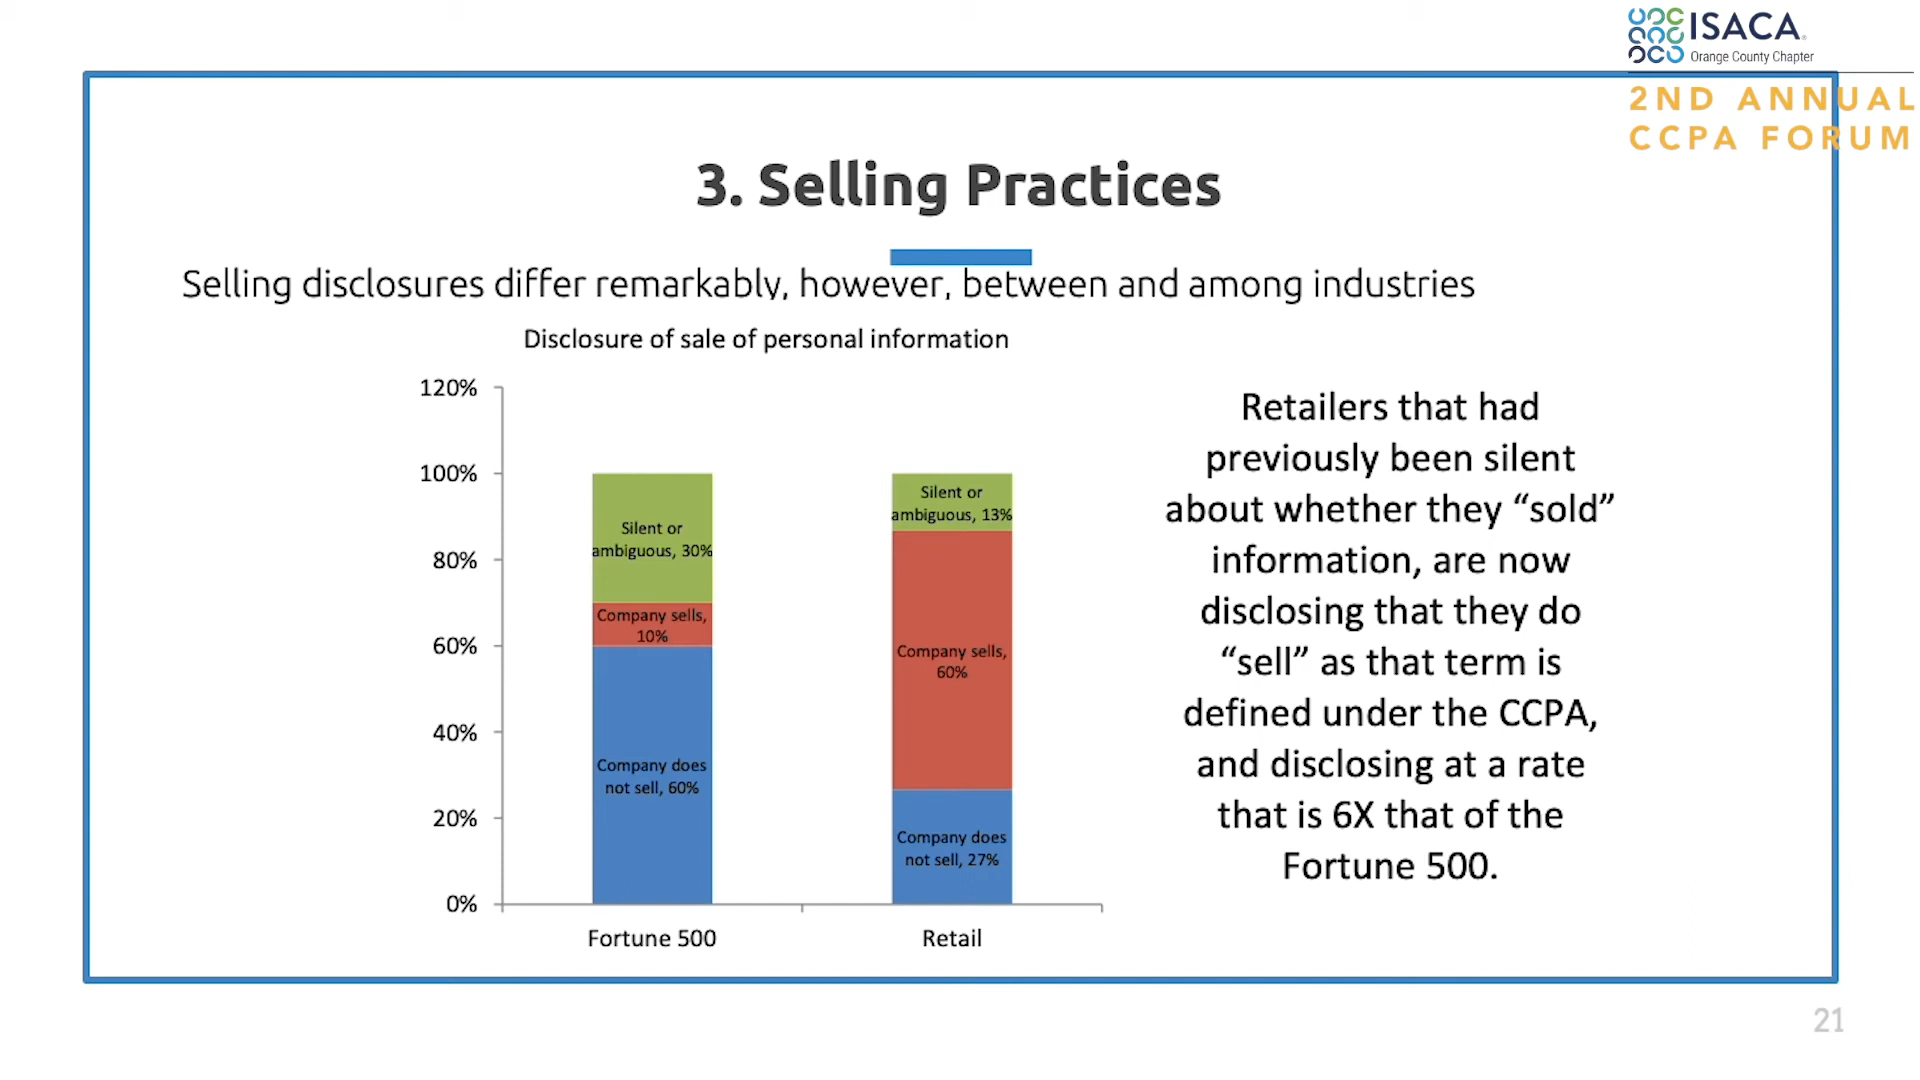 ISACA
Orange County Chapter
2ND ANNUAL
CCPA FORUM
3. Selling Practices
Selling disclosures differ remarkably, however, between and among industries
Disclosure of sale of personal information
120%
100%
80%
60%
40%
20%
0%
Silent or
ambiguous, 30%
Company sells,
10%
Company does
not sell, 60%
Silent or
ambiguous, 13%
Company sells,
60%
Company does
not sell, 27%
Fortune 500
Retail
Retailers that had
previously been silent
about whether they “sold”
information, are now
disclosing that they do
“sell” as that term is
defined under the CCPA,
and disclosing at a rate
that is 6X that of the
Fortune 500.
21